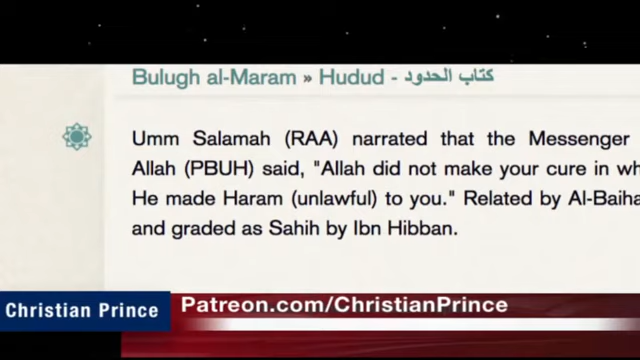 Bulugh al-Maram » Hudud - كتاب الحدود
Umm Salamah (RAA) narrated that the Messenger
Allah (PBUH) said, "Allah did not make your cure in wh
He made Haram (unlawful) to you." Related by Al-Baiha
and graded as Sahih by Ibn Hibban.
Christian Prince
Patreon.com/ChristianPrince